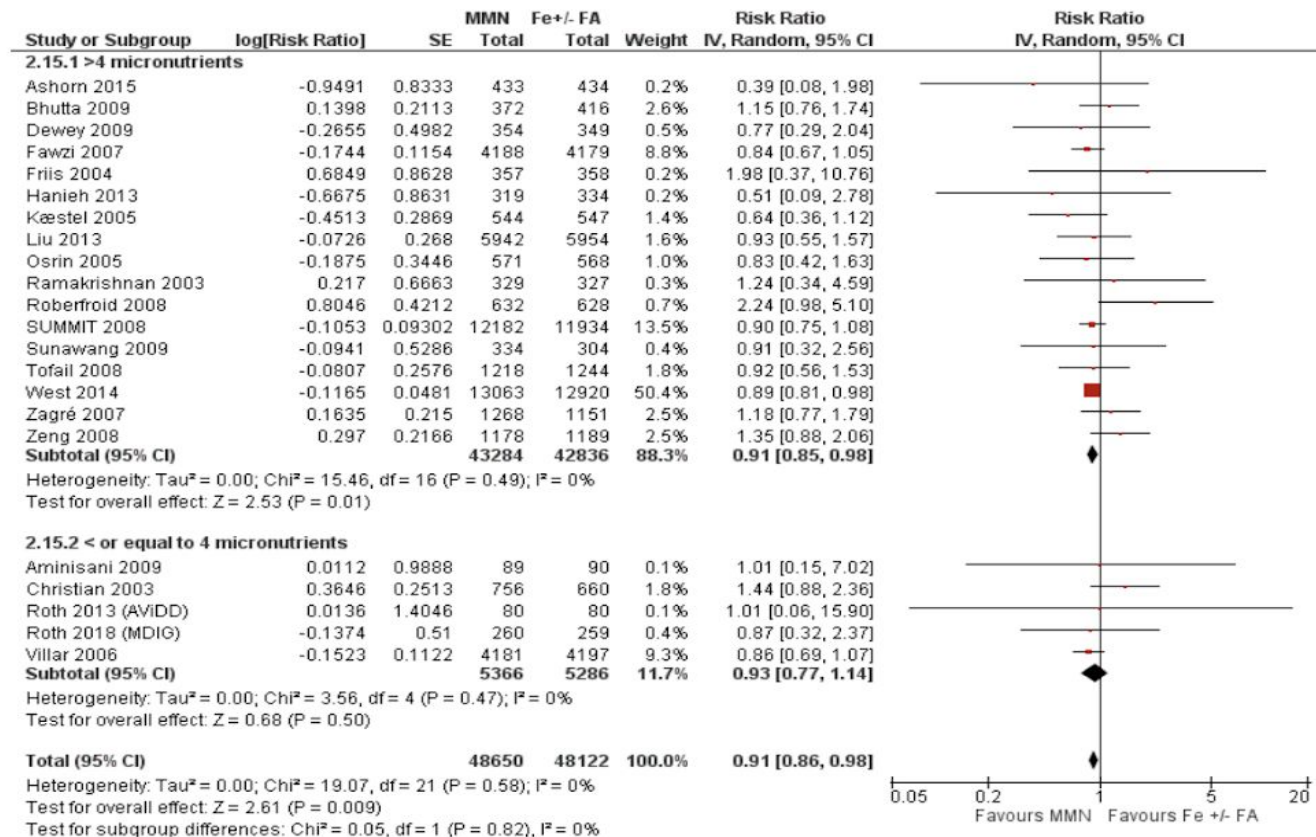 MMN Fe+/- FA Risk Ratio Risk Ratio
Study or Subgroup log[Risk Ratio] SE Total Total Weight IV, Random, 95% CI IV, Random, 95% CI
2.15.1 >4 micronutrients
Ashorn 2015 -0.9491 0.8333 433 434 0.2% 0.39 [0.08, 1.98]
Bhutta 2009 0.1398 0.2113 372 416 2.6% 1.15 [0.76, 1.74]
Dewey 2009 -0.2655 0.4982 354 349 0.5% 0.77 [0.29, 2.04]
Fawzi 2007 -0.1744 0.1154 4188 4179 8.8% 0.84 [0.67, 1.05]
Friis 2004 0.6849 0.8628 357 358 0.2% 1.98 [0.37, 10.76]
Hanieh 2013 -0.6675 0.8631 319 334 0.2% 0.51 [0.09, 2.78]
Kæstel 2005 -0.4513 0.2869 544 547 1.4% 0.64 [0.36, 1.12]
Liu 2013 -0.0726 0.268 5942 5954 1.6% 0.93 [0.55, 1.57]
Osrin 2005 -0.1875 0.3446 571 568 1.0% 0.83 [0.42, 1.63]
Ramakrishnan 2003 0.217 0.6663 329 327 0.3% 1.24 [0.34, 4.59]
Roberfroid 2008 0.8046 0.4212 632 628 0.7% 2.24 [0.98, 5.10]
SUMMIT 2008 -0.1053 0.09302 12182 11934 13.5% 0.90 [0.75, 1.08]
Sunawang 2009 -0.0941 0.5286 334 304 0.4% 0.91 [0.32, 2.56]
Tofail 2008 -0.0807 0.2576 1218 1244 1.8% 0.92 [0.56, 1.53]
West 2014 -0.1165 0.0481 13063 12920 50.4% 0.89 [0.81, 0.98]
Zagré 2007 0.1635 0.215 1268 1151 2.5% 1.18 [0.77, 1.79]
Zeng 2008 0.297 0.2166 1178 1189 2.5% 1.35 [0.88, 2.06]
Subtotal (95% CI) 43284 42836 88.3% 0.91 [0.85, 0.98]
Heterogeneity: Tau² = 0.00; Chi² = 15.46, df = 16 (P = 0.49); I² = 0%
Test for overall effect: Z = 2.53 (P = 0.01)
2.15.2 < or equal to 4 micronutrients
Aminisani 2009 0.0112 0.9888 89 90 0.1% 1.01 [0.15, 7.02]
Christian 2003 0.3646 0.2513 756 660 1.8% 1.44 [0.88, 2.36]
Roth 2013 (AViDD) 0.0136 1.4046 80 80 0.1% 1.01 [0.06, 15.90]
Roth 2018 (MDIG) -0.1374 0.51 260 259 0.4% 0.87 [0.32, 2.37]
Villar 2006 -0.1523 0.1122 4181 4197 9.3% 0.86 [0.69, 1.07]
Subtotal (95% CI) 5366 5286 11.7% 0.93 [0.77, 1.14]
Heterogeneity: Tau² = 0.00; Chi² = 3.56, df = 4 (P = 0.47); I² = 0%
Test for overall effect: Z = 0.68 (P = 0.50)
Total (95% CI) 48650 48122 100.0% 0.91 [0.86, 0.98]
Heterogeneity: Tau² = 0.00; Chi² = 19.07, df = 21 (P = 0.58); I² = 0%
Test for overall effect: Z = 2.61 (P = 0.009)
Test for subgroup differences: Chi² = 0.05, df = 1 (P = 0.82), I² = 0%
0.05 0.2 1 5 20
Favours MMN Favours Fe +/- FA